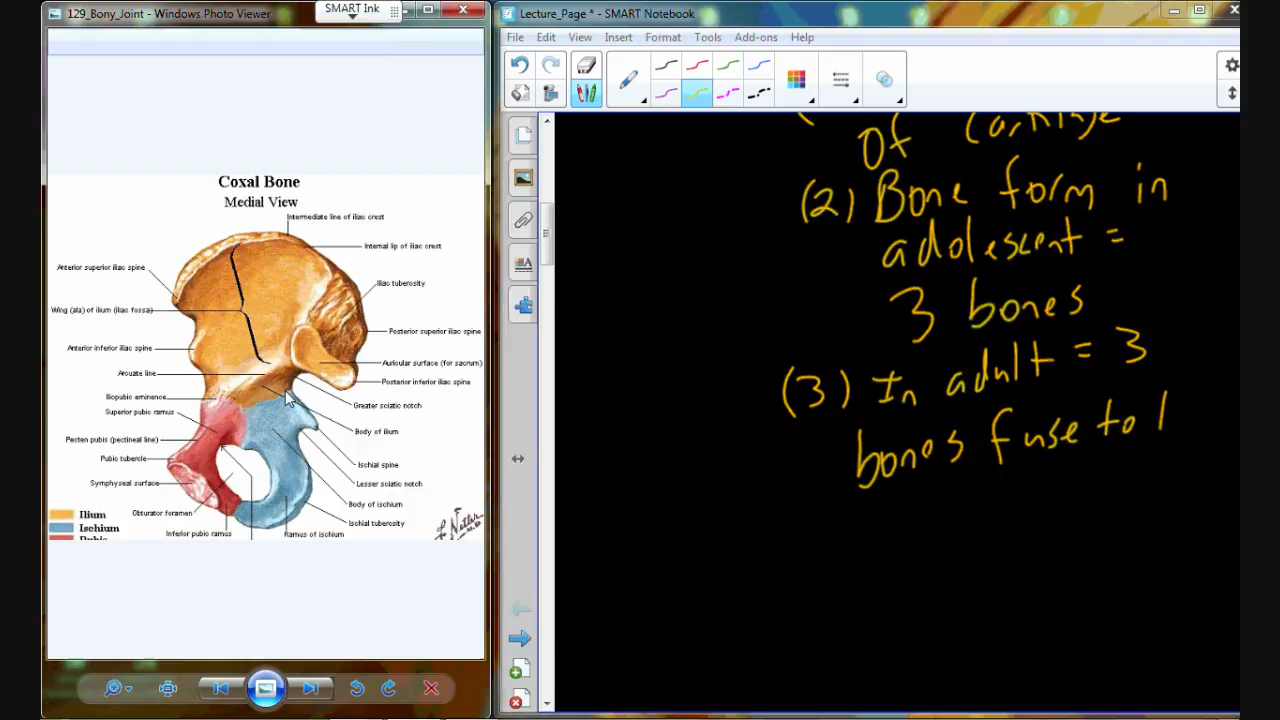 129_Bony_Joint - Windows Photo Viewer
SMART Ink
Coxal Bone
Medial View
Intermediate line of iliac crest
Internal lip of iliac crest
Anterior superior iliac spine
Iliac tuberosity
Wing (ala) of ilium (iliac fossa)
Posterior superior iliac spine
Anterior inferior iliac spine
Auricular surface (for sacrum)
Arcuate line
Posterior inferior iliac spine
Iliopubic eminence
Greater sciatic notch
Superior pubic ramus
Body of ilium
Pecten pubis (pectineal line)
Pubic tubercle
Ischial spine
Symphyseal surface
Lesser sciatic notch
Body of ischium
Obturator foramen
Ischial tuberosity
Inferior pubic ramus
Ramus of ischium
Ilium
Ischium
Lecture_Page * - SMART Notebook
File Edit View Insert Format Tools Add-ons Help
Of
(2) Bone form in
adolescent =
3 bones
(3) In adult = 3
bones fuse to 1